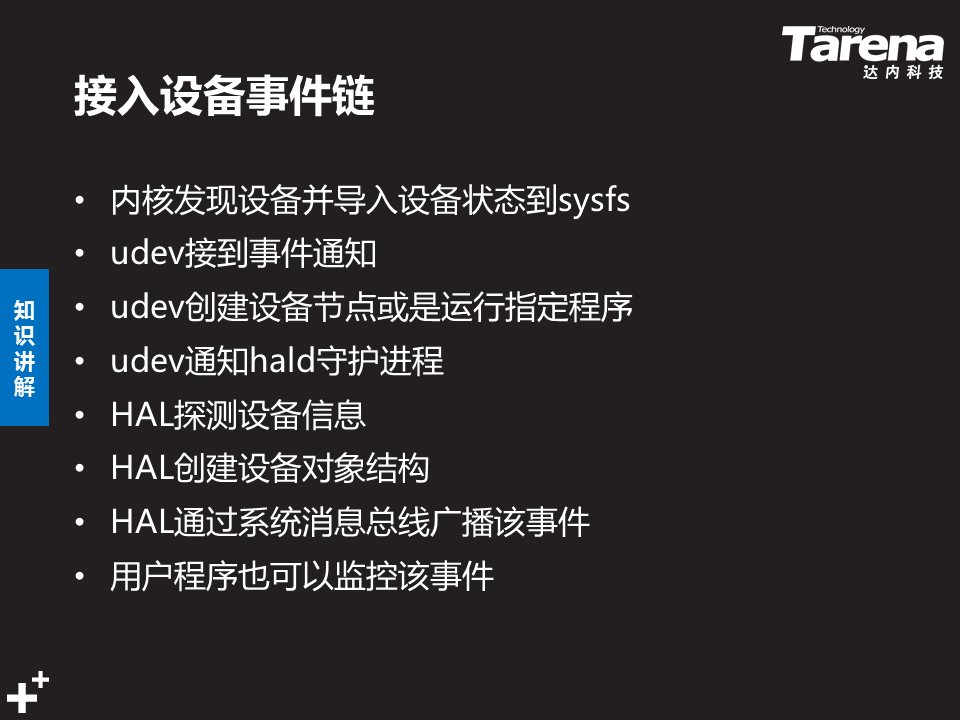 Technology
Tarena
达内科技
接入设备事件链
• 内核发现设备并导入设备状态到sysfs
• udev接到事件通知
• udev创建设备节点或是运行指定程序
• udev通知hald守护进程
• HAL探测设备信息
• HAL创建设备对象结构
• HAL通过系统消息总线广播该事件
• 用户程序也可以监控该事件
知识讲解